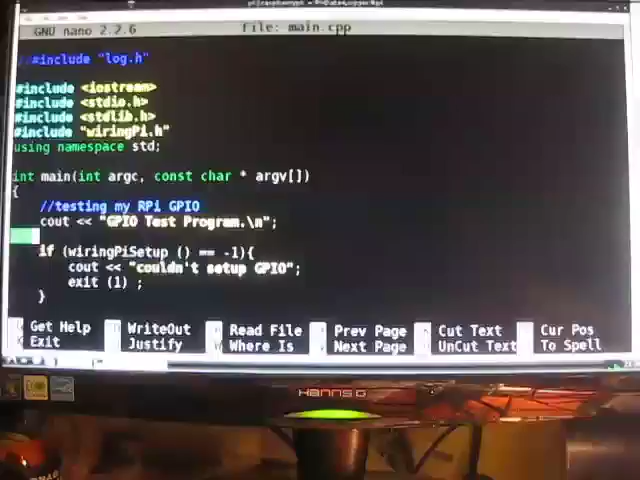 GNU nano 2.2.6 File: main.cpp
//#include "log.h"
#include <iostream>
#include <stdio.h>
#include <stdlib.h>
#include "wiringPi.h"
using namespace std;
int main(int argc, const char * argv[])
{
//testing my RPi GPIO
cout << "GPIO Test Program.\n";
if (wiringPiSetup () == -1){
cout << "couldn't setup GPIO";
exit (1) ;
}
Get Help WriteOut Read File Prev Page Cut Text Cur Pos
Exit Justify Where Is Next Page UnCut Text To Spell
HANNS G